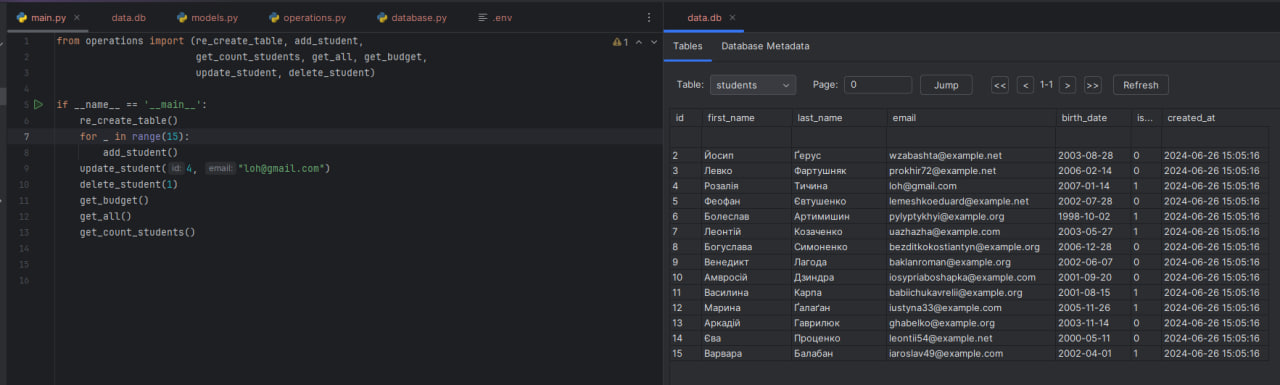 main.py data.db models.py operations.py database.py .env
1 from operations import (re_create_table, add_student,
2 get_count_students, get_all, get_budget,
3 update_student, delete_student)
4
5 if __name__ == '__main__':
6 re_create_table()
7 for _ in range(15):
8 add_student()
9 update_student( id: 4, email: "loh@gmail.com")
10 delete_student(1)
11 get_budget()
12 get_all()
13 get_count_students()
14
15
16
1
data.db
Tables Database Metadata
Table: students Page: 0 Jump << < 1-1 > >> Refresh
id first_name last_name email birth_date is... created_at
2 Йосип Ґерус wzabashta@example.net 2003-08-28 0 2024-06-26 15:05:16
3 Левко Фартушняк prokhir72@example.net 2006-02-14 0 2024-06-26 15:05:16
4 Розалія Тичина loh@gmail.com 2007-01-14 1 2024-06-26 15:05:16
5 Феофан Євтушенко lemeshkoeduard@example.net 2002-07-28 0 2024-06-26 15:05:16
6 Болеслав Артимишин pylyptykhyi@example.org 1998-10-02 1 2024-06-26 15:05:16
7 Леонтій Козаченко uazhazha@example.com 2003-05-27 1 2024-06-26 15:05:16
8 Богуслава Симоненко bezditkokostiantyn@example.org 2006-12-28 0 2024-06-26 15:05:16
9 Венедикт Лагода baklanroman@example.org 2002-06-07 0 2024-06-26 15:05:16
10 Амвросій Дзиндра iosypriaboshapka@example.com 2001-09-20 0 2024-06-26 15:05:16
11 Василина Карпа babiichukavrelii@example.org 2001-08-15 1 2024-06-26 15:05:16
12 Марина Ґалаґан iustyna33@example.com 2005-11-26 1 2024-06-26 15:05:16
13 Аркадій Гаврилюк ghabelko@example.org 2003-11-14 0 2024-06-26 15:05:16
14 Єва Проценко leontii54@example.net 2000-05-11 0 2024-06-26 15:05:16
15 Варвара Балабан iaroslav49@example.com 2002-04-01 1 2024-06-26 15:05:16